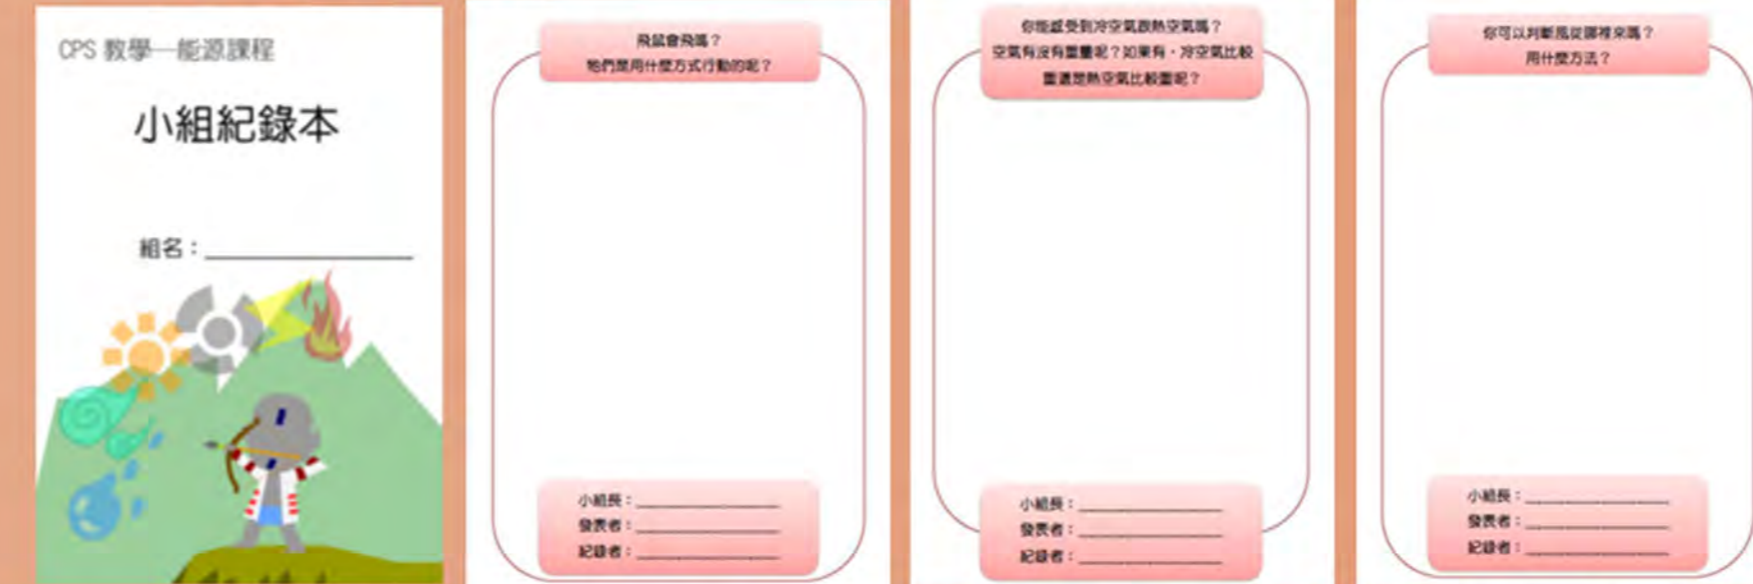 CPS 教學—能源課程
小組紀錄本
組名：
飛鼠會飛嗎？
牠們是用什麼方式行動的呢？
小組長：
發表者：
紀錄者：
你能感受到冷空氣跟熱空氣嗎？
空氣有沒有重量呢？如果有，冷空氣比較
重還是熱空氣比較重呢？
小組長：
發表者：
紀錄者：
你可以判斷風從哪裡來嗎？
用什麼方法？
小組長：
發表者：
紀錄者：